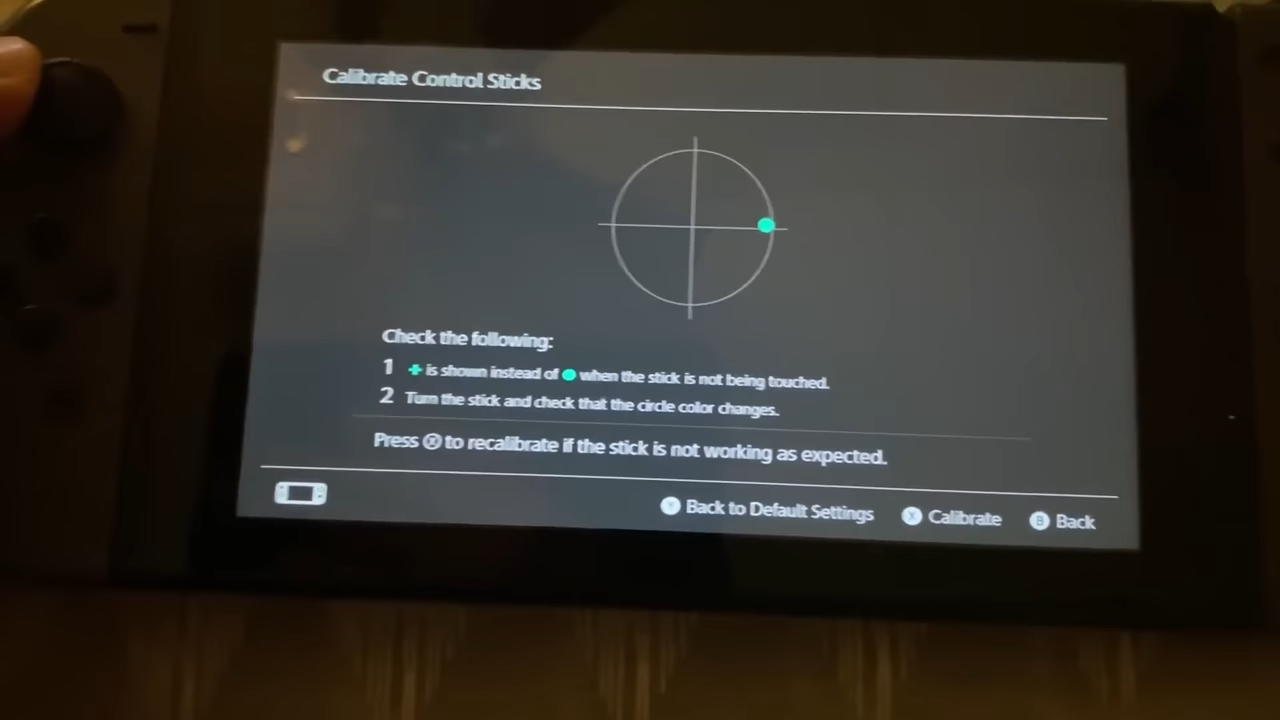 Calibrate Control Sticks
Check the following:
1 + is shown instead of ● when the stick is not being touched.
2 Turn the stick and check that the circle color changes.
Press Ⓧ to recalibrate if the stick is not working as expected.
Ⓨ Back to Default Settings Ⓧ Calibrate Ⓑ Back